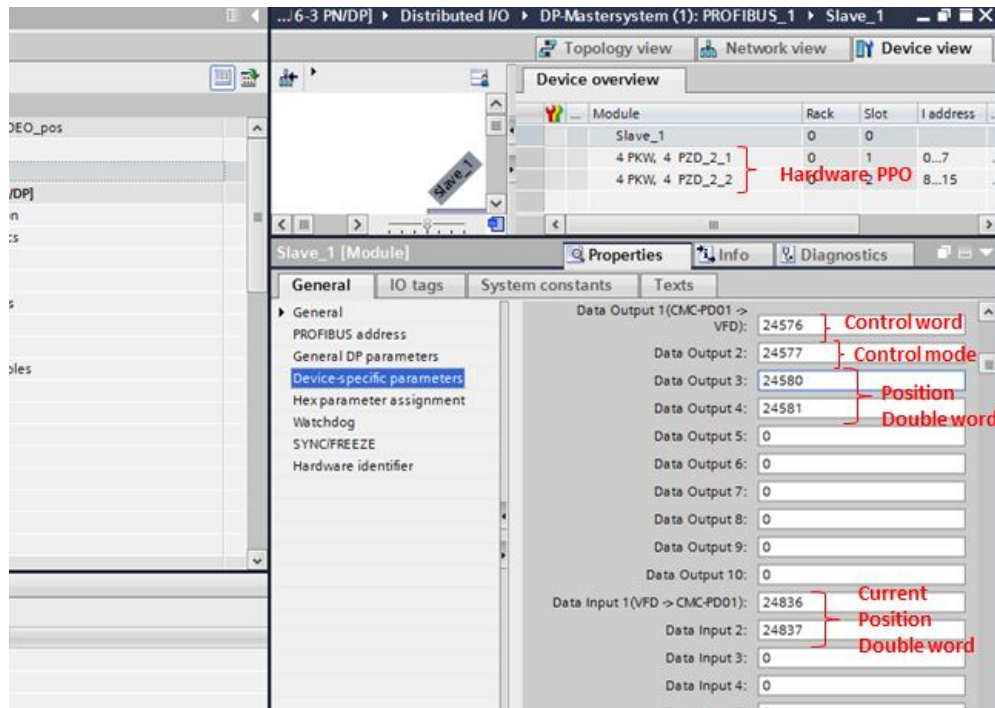 ...6-3 PN/DP] ▸ Distributed I/O ▸ DP-Mastersystem (1): PROFIBUS_1 ▸ Slave_1
Topology view Network view Device view
Device overview
... Module Rack Slot I address
DEO_pos
Slave_1 0 0
4 PKW, 4 PZD_2_1 0 1 0...7
4 PKW, 4 PZD_2_2 0 2 8...15
Hardware PPO
Slave_1
/DP]
Slave_1 [Module] Properties Info Diagnostics
General IO tags System constants Texts
General
PROFIBUS address
General DP parameters
Device-specific parameters
Hex parameter assignment
Watchdog
SYNC/FREEZE
Hardware identifier
Data Output 1(CMC-PD01 ->
VFD): 24576 Control word
Data Output 2: 24577 Control mode
Data Output 3: 24580
Data Output 4: 24581
Position
Double word
Data Output 5: 0
Data Output 6: 0
Data Output 7: 0
Data Output 8: 0
Data Output 9: 0
Data Output 10: 0
Data Input 1(VFD -> CMC-PD01): 24836
Data Input 2: 24837
Current
Position
Double word
Data Input 3: 0
Data Input 4: 0